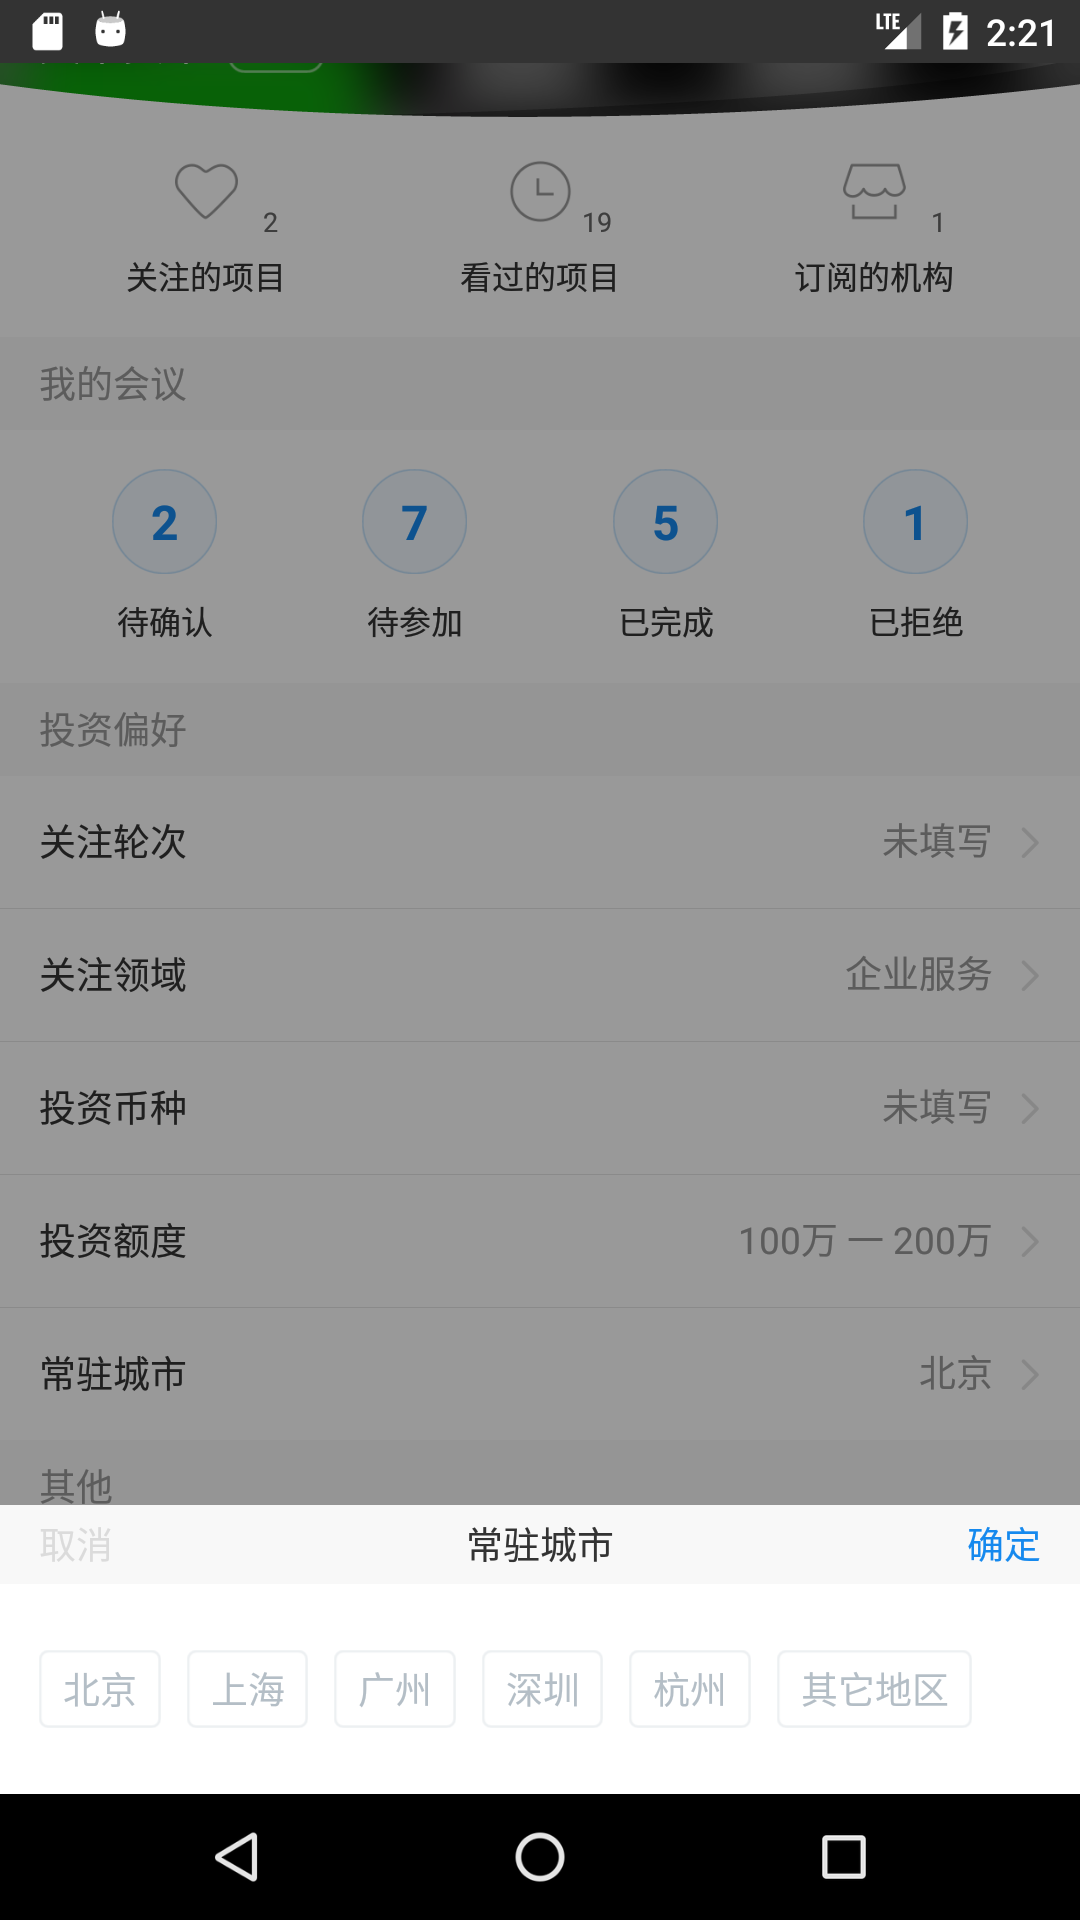 LTE 2:21
2 19 1
关注的项目 看过的项目 订阅的机构
我的会议
2 7 5 1
待确认 待参加 已完成 已拒绝
投资偏好
关注轮次 未填写
关注领域 企业服务
投资币种 未填写
投资额度 100万 一 200万
常驻城市 北京
其他
取消 常驻城市 确定
北京 上海 广州 深圳 杭州 其它地区